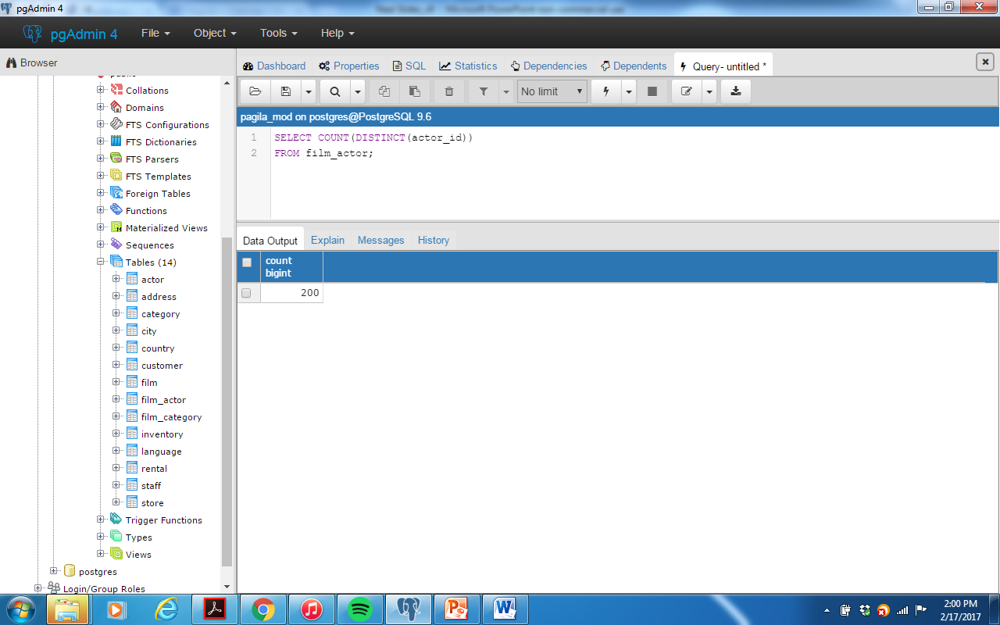 pgAdmin 4
pgAdmin 4 File Object Tools Help
Browser
Dashboard Properties SQL Statistics Dependencies Dependents Query- untitled *
No limit
pagila_mod on postgres@PostgreSQL 9.6
1 SELECT COUNT(DISTINCT(actor_id))
2 FROM film_actor;
Data Output Explain Messages History
count
bigint
200
public
Collations
Domains
FTS Configurations
FTS Dictionaries
FTS Parsers
FTS Templates
Foreign Tables
Functions
Materialized Views
Sequences
Tables (14)
actor
address
category
city
country
customer
film
film_actor
film_category
inventory
language
rental
staff
store
Trigger Functions
Types
Views
postgres
Login/Group Roles
2:00 PM
2/17/2017